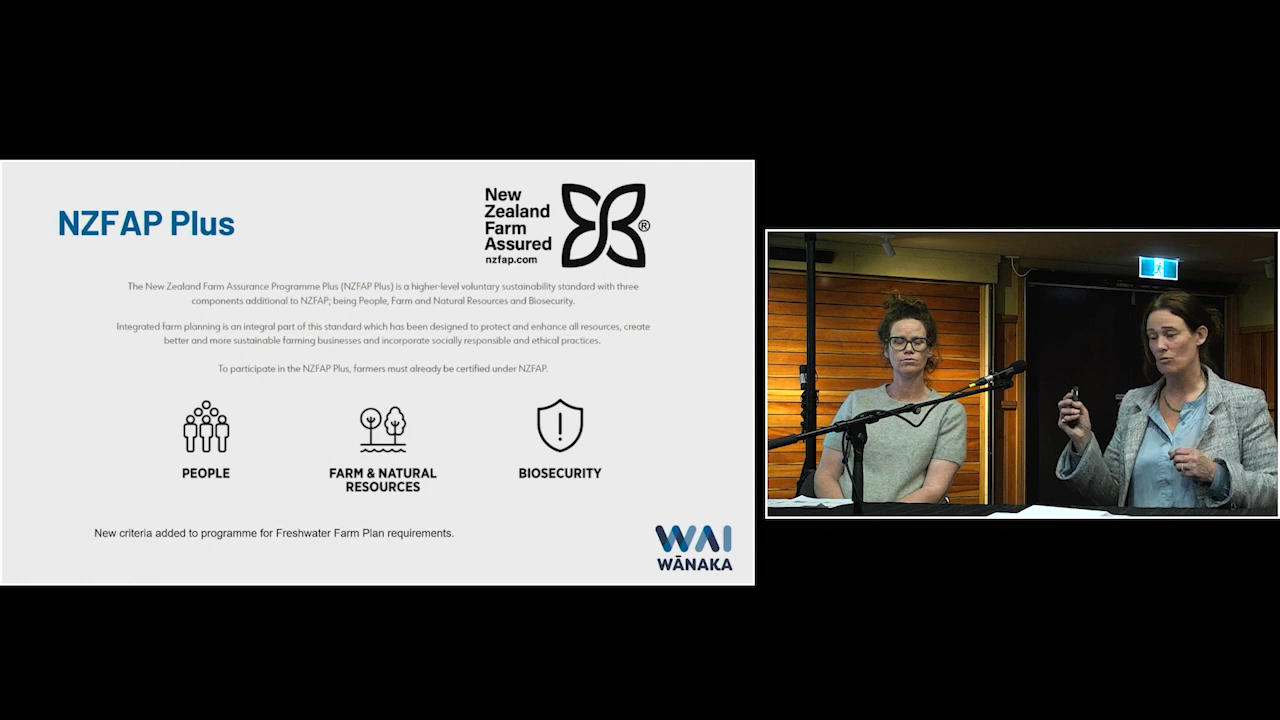 NZFAP Plus
New
Zealand
Farm
Assured
nzfap.com
®
The New Zealand Farm Assurance Programme Plus (NZFAP Plus) is a higher-level voluntary sustainability standard with three
components additional to NZFAP; being People, Farm and Natural Resources and Biosecurity.
Integrated farm planning is an integral part of this standard which has been designed to protect and enhance all resources, create
better and more sustainable farming businesses and incorporate socially responsible and ethical practices.
To participate in the NZFAP Plus, farmers must already be certified under NZFAP.
PEOPLE
FARM & NATURAL
RESOURCES
BIOSECURITY
New criteria added to programme for Freshwater Farm Plan requirements.
WAI
WĀNAKA